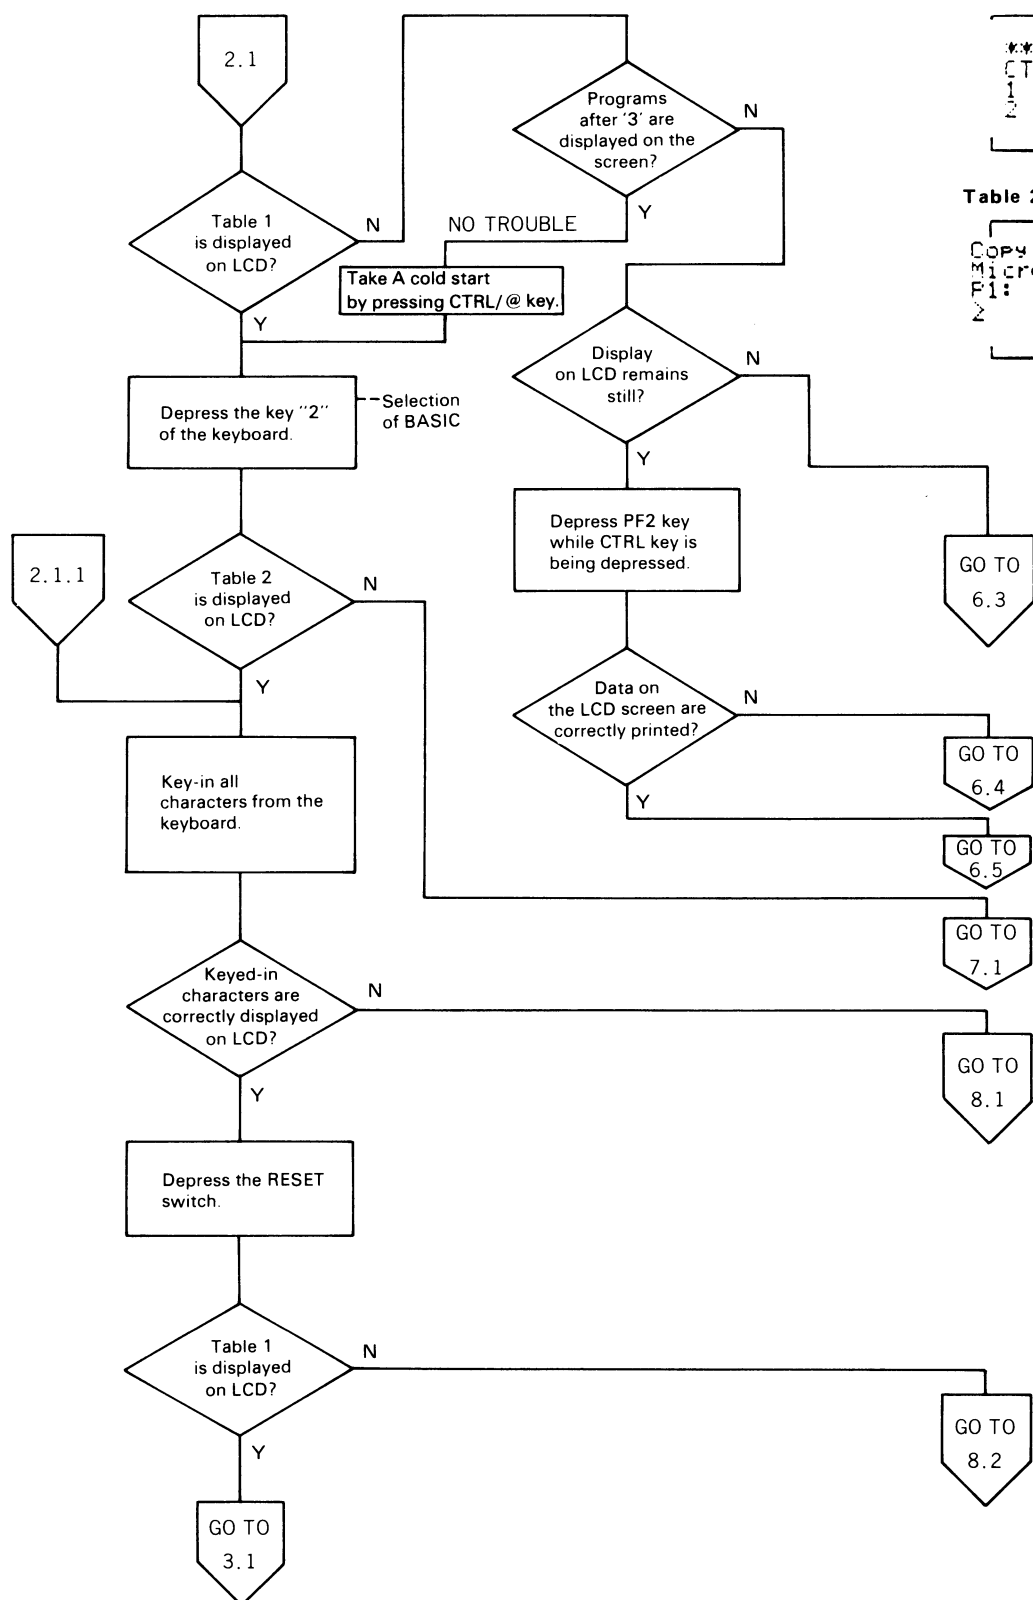 2.1
Table 1
is displayed
on LCD?
N
Y
Programs
after '3' are
displayed on the
screen?
N
Y
NO TROUBLE
Take A cold start
by pressing CTRL/@ key.
Depress the key "2"
of the keyboard.
Selection
of BASIC
Display
on LCD remains
still?
N
Y
Depress PF2 key
while CTRL key is
being depressed.
GO TO
6.3
2.1.1
Table 2
is displayed
on LCD?
N
Y
Data on
the LCD screen are
correctly printed?
N
Y
GO TO
6.4
GO TO
6.5
GO TO
7.1
Key-in all
characters from the
keyboard.
Keyed-in
characters are
correctly displayed
on LCD?
N
Y
GO TO
8.1
Depress the RESET
switch.
Table 1
is displayed
on LCD?
N
Y
GO TO
8.2
GO TO
3.1
**
CT
1
2
Table
Copy
P1:
2